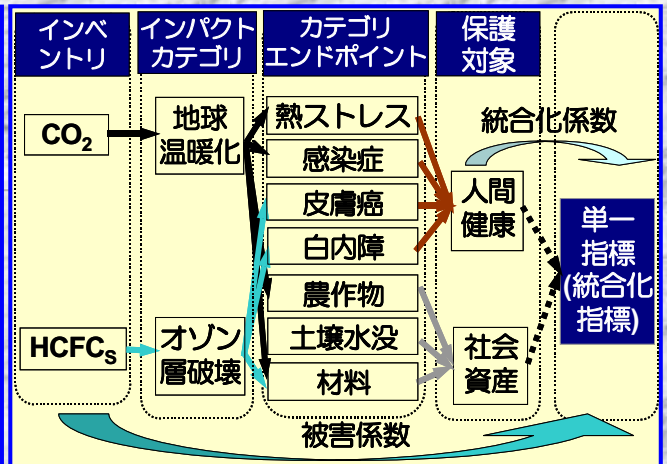 インベ
ントリ
インパクト
カテゴリ
カテゴリ
エンドポイント
保護
対象
CO2
地球
温暖化
熱ストレス
感染症
皮膚癌
白内障
農作物
土壌水没
材料
HCFCS
オゾン
層破壊
人間
健康
社会
資産
統合化係数
単一
指標
(統合化
指標)
被害係数